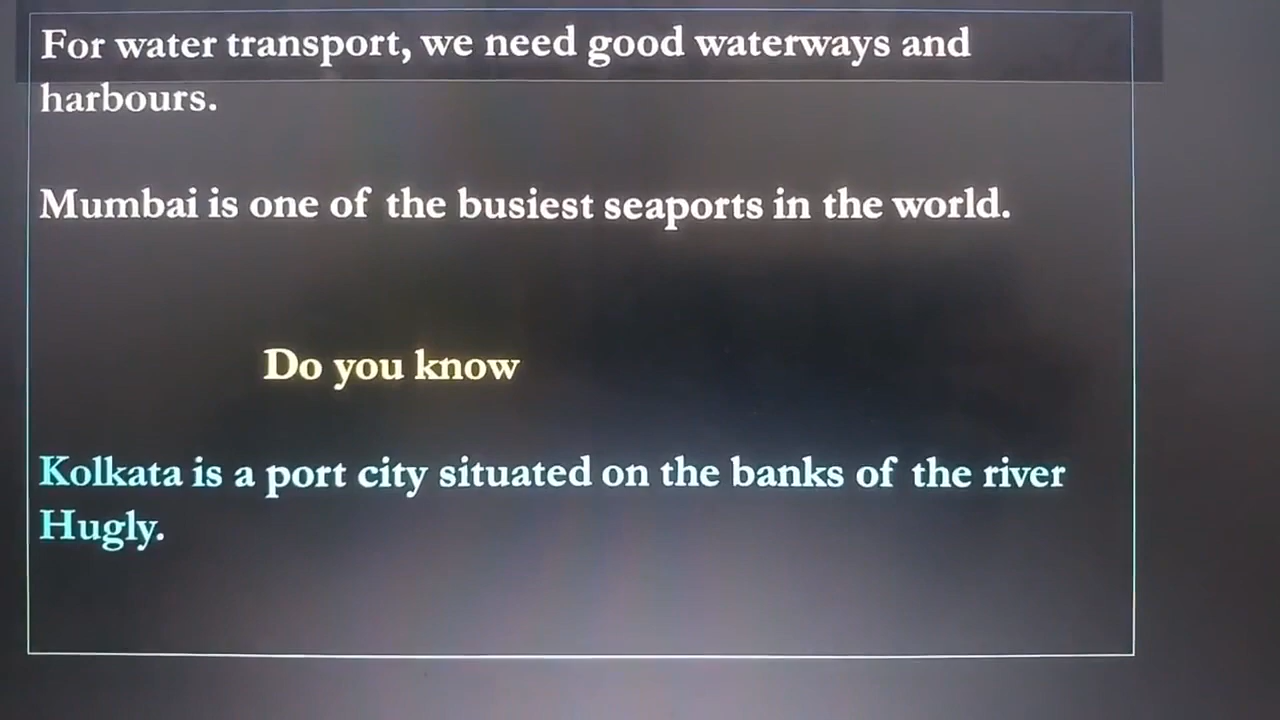 For water transport, we need good waterways and
harbours.
Mumbai is one of the busiest seaports in the world.
Do you know
Kolkata is a port city situated on the banks of the river
Hugly.